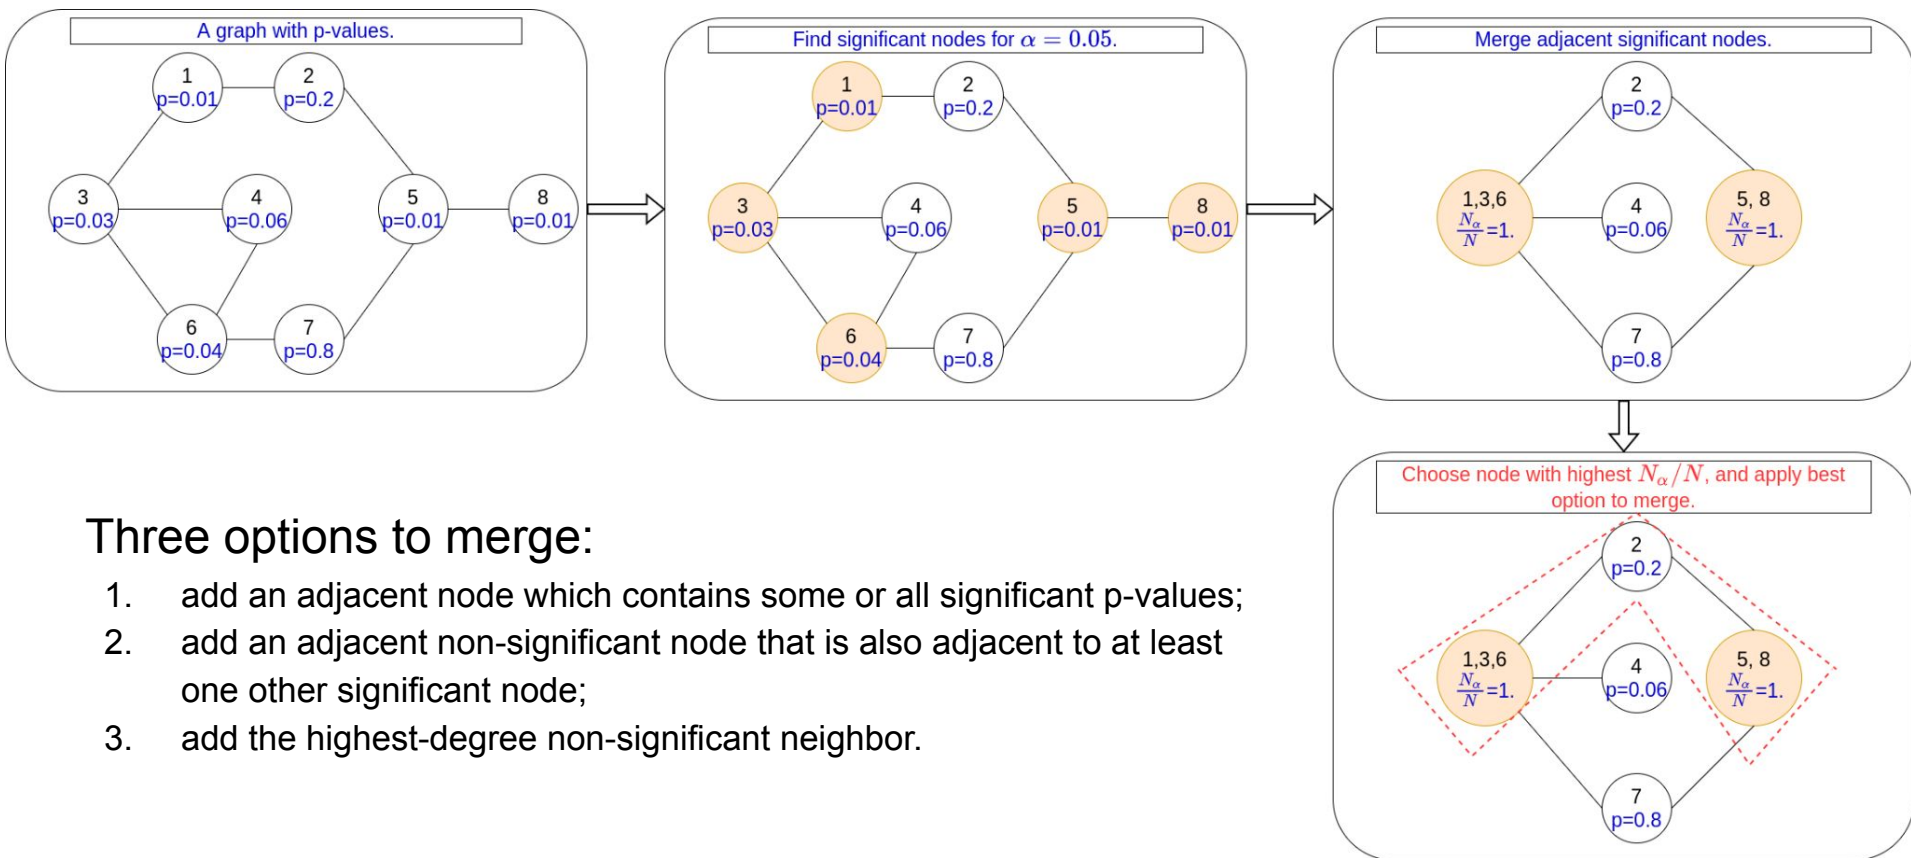 A graph with p-values.
1
p=0.01
2
p=0.2
3
p=0.03
4
p=0.06
5
p=0.01
8
p=0.01
6
p=0.04
7
p=0.8
Find significant nodes for α = 0.05.
1
p=0.01
2
p=0.2
3
p=0.03
4
p=0.06
5
p=0.01
8
p=0.01
6
p=0.04
7
p=0.8
Merge adjacent significant nodes.
2
p=0.2
1,3,6
Nα/N=1.
4
p=0.06
5, 8
Nα/N=1.
7
p=0.8
Choose node with highest Nα/N, and apply best
option to merge.
2
p=0.2
1,3,6
Nα/N=1.
4
p=0.06
5, 8
Nα/N=1.
7
p=0.8
Three options to merge:
1. add an adjacent node which contains some or all significant p-values;
2. add an adjacent non-significant node that is also adjacent to at least
one other significant node;
3. add the highest-degree non-significant neighbor.